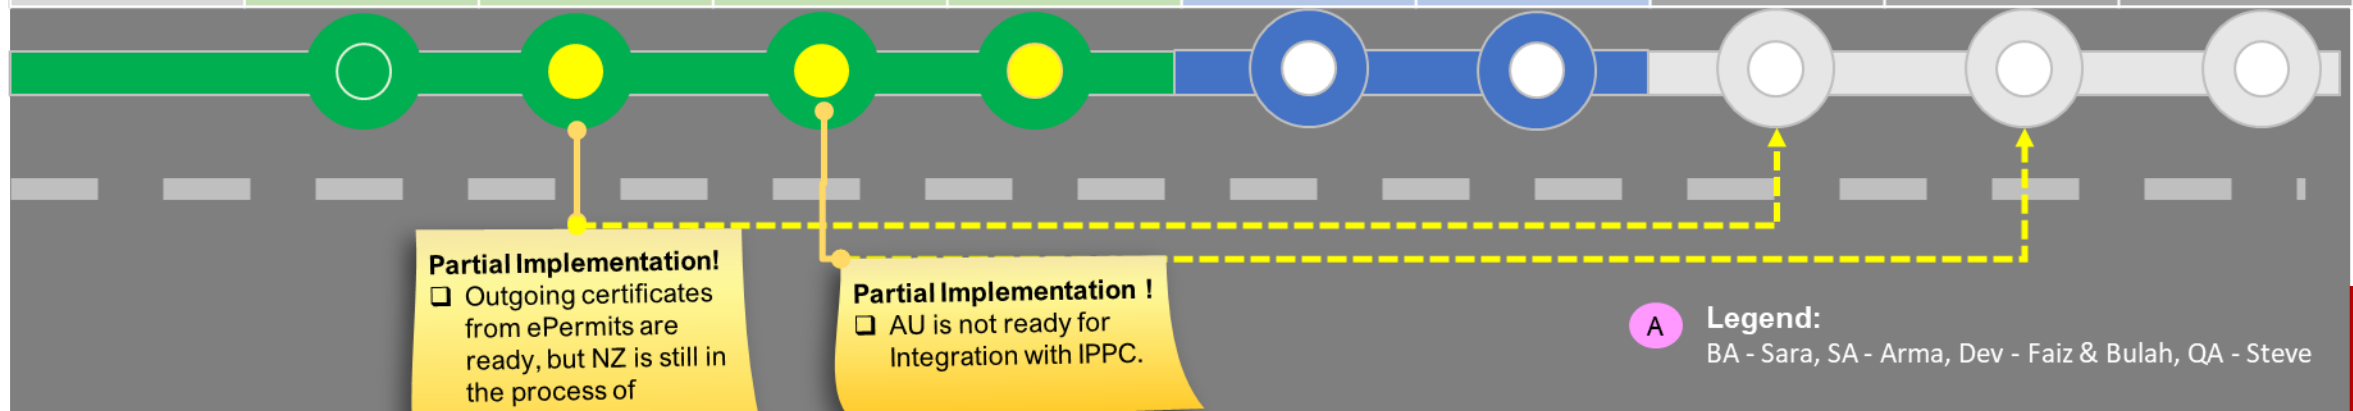 Partial Implementation!
❑ Outgoing certificates
from ePermits are
ready, but NZ is still in
the process of
Partial Implementation !
❑ AU is not ready for
Integration with IPPC.
A
Legend:
BA - Sara, SA - Arma, Dev - Faiz & Bulah, QA - Steve